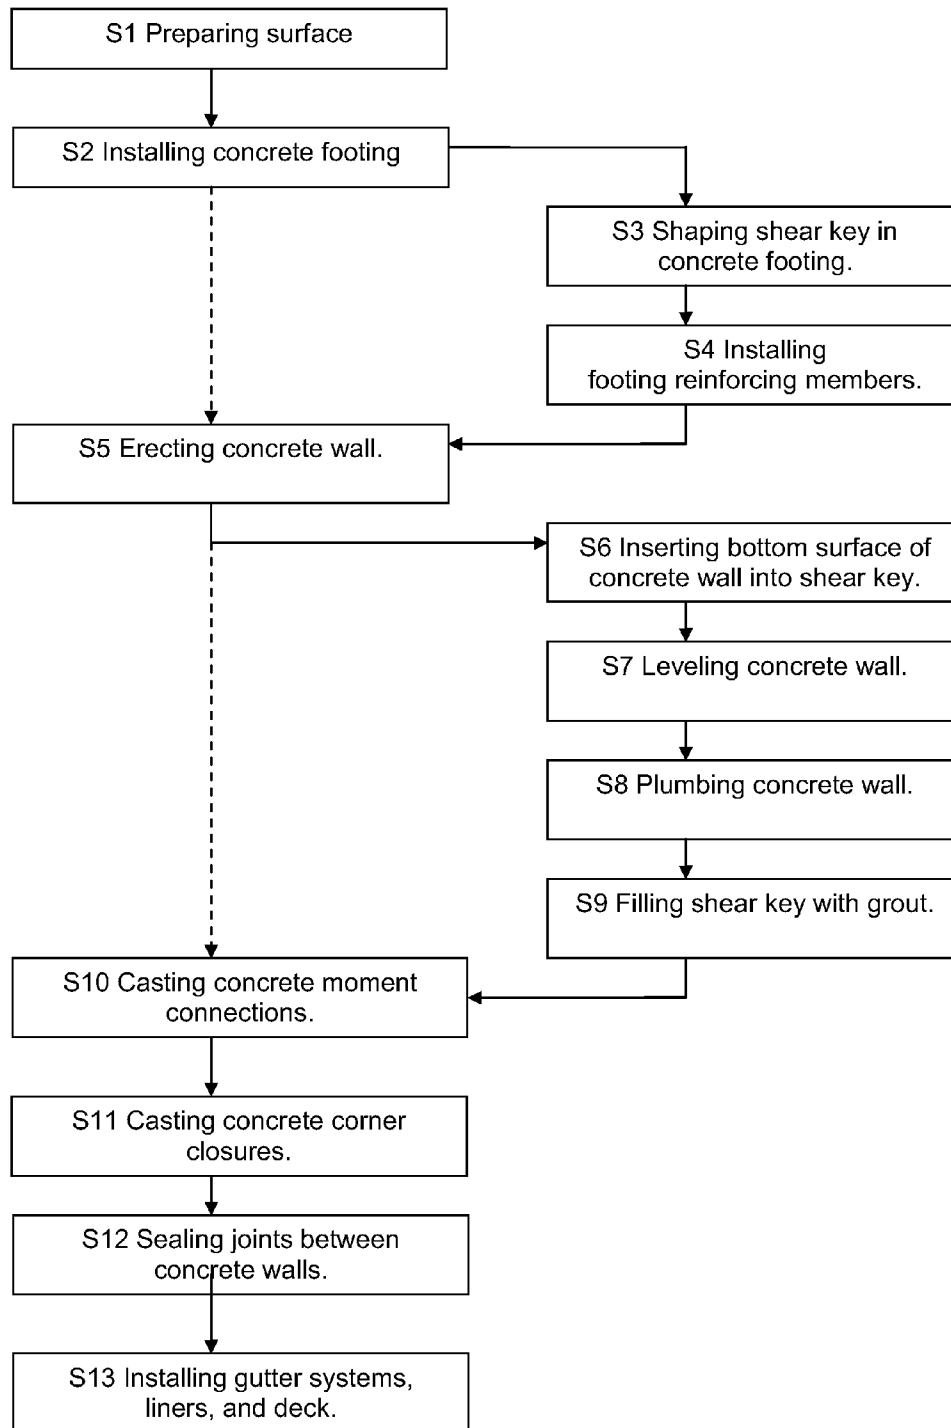 S1 Preparing surface
S2 Installing concrete footing
S3 Shaping shear key in
concrete footing.
S4 Installing
footing reinforcing members.
S5 Erecting concrete wall.
S6 Inserting bottom surface of
concrete wall into shear key.
S7 Leveling concrete wall.
S8 Plumbing concrete wall.
S9 Filling shear key with grout.
S10 Casting concrete moment
connections.
S11 Casting concrete corner
closures.
S12 Sealing joints between
concrete walls.
S13 Installing gutter systems,
liners, and deck.